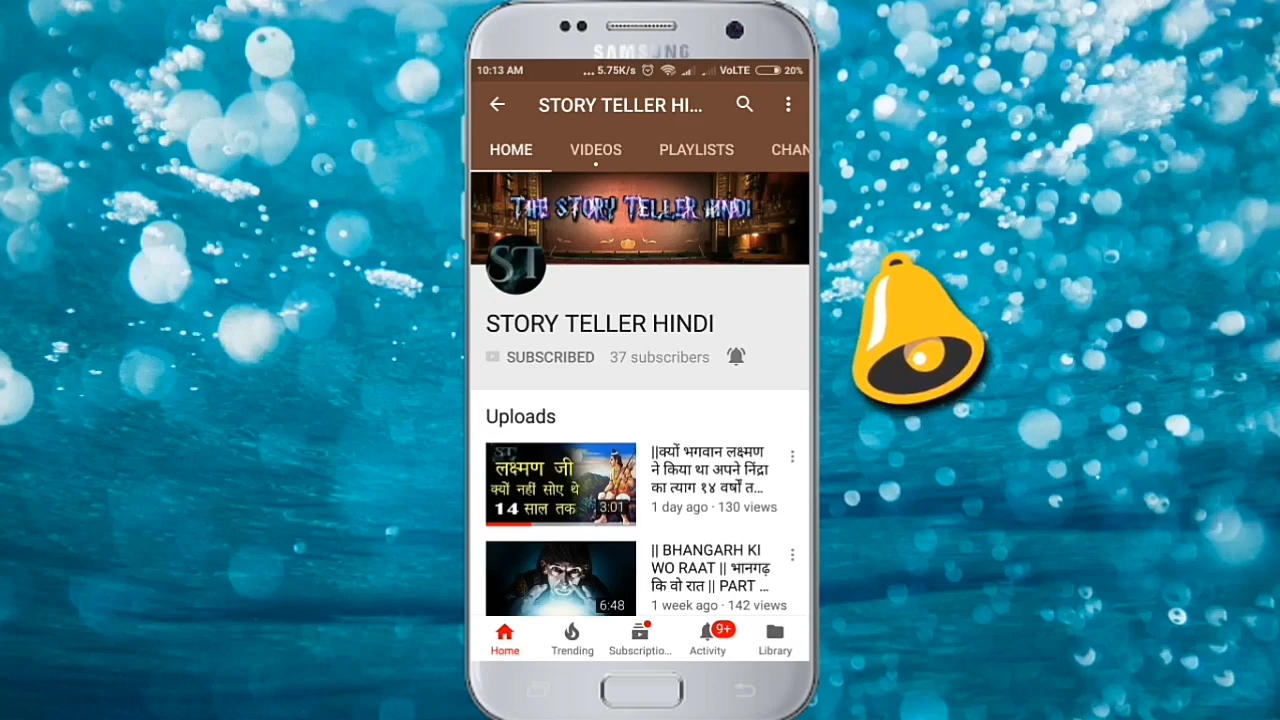 SAMSUNG
10:13 AM ... 5.75K/s VoLTE 20%
STORY TELLER HI...
HOME VIDEOS PLAYLISTS CHAN
THE STORY TELLER HINDI
ST
STORY TELLER HINDI
SUBSCRIBED 37 subscribers
Uploads
ST
लक्ष्मण जी
क्यों नहीं सोए थे
14 साल तक
3:01
||क्यों भगवान लक्ष्मण
ने किया था अपने निंद्रा
का त्याग १४ वर्षों त...
1 day ago · 130 views
6:48
|| BHANGARH KI
WO RAAT || भानगढ़
कि वो रात || PART ...
1 week ago · 142 views
9+
Home Trending Subscriptio... Activity Library